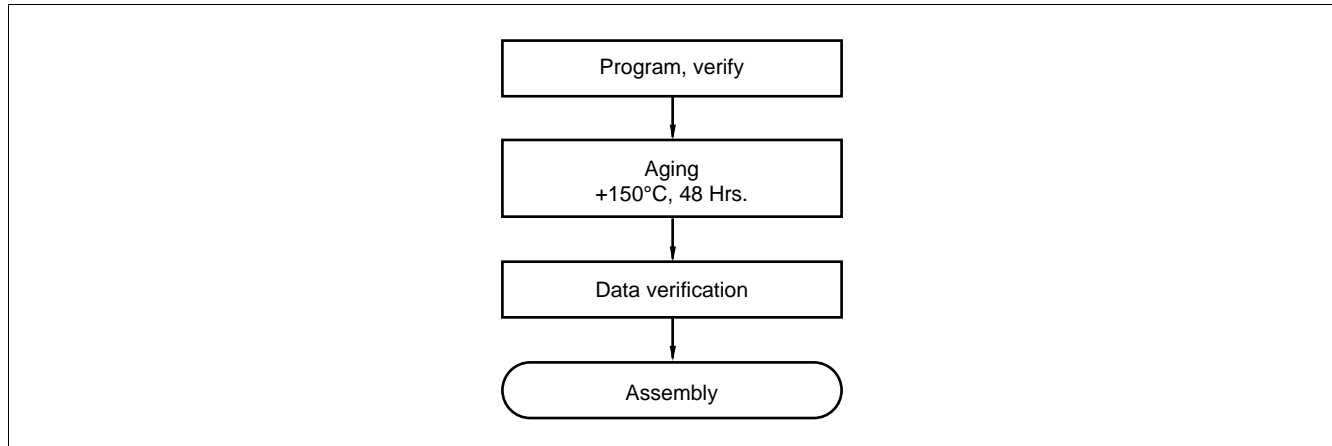 Program, verify
Aging
+150°C, 48 Hrs.
Data verification
Assembly